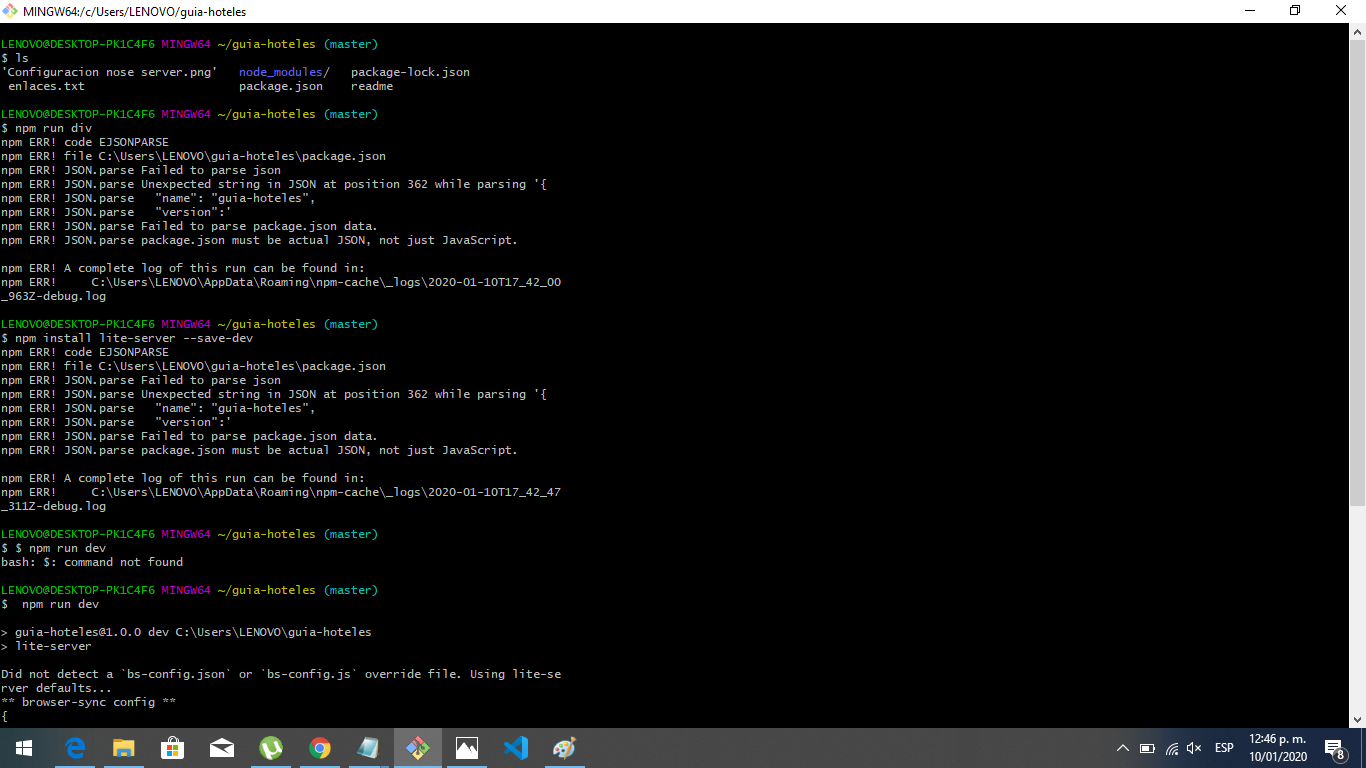 MINGW64:/c/Users/LENOVO/guia-hoteles
LENOVO@DESKTOP-PK1C4F6 MINGW64 ~/guia-hoteles (master)
$ ls
'Configuracion nose server.png'   node_modules/   package-lock.json
 enlaces.txt                      package.json    readme
LENOVO@DESKTOP-PK1C4F6 MINGW64 ~/guia-hoteles (master)
$ npm run div
npm ERR! code EJSONPARSE
npm ERR! file C:\Users\LENOVO\guia-hoteles\package.json
npm ERR! JSON.parse Failed to parse json
npm ERR! JSON.parse Unexpected string in JSON at position 362 while parsing '{
npm ERR! JSON.parse   "name": "guia-hoteles",
npm ERR! JSON.parse   "version":'
npm ERR! JSON.parse Failed to parse package.json data.
npm ERR! JSON.parse package.json must be actual JSON, not just JavaScript.
npm ERR! A complete log of this run can be found in:
npm ERR!     C:\Users\LENOVO\AppData\Roaming\npm-cache\_logs\2020-01-10T17_42_00
_963Z-debug.log
LENOVO@DESKTOP-PK1C4F6 MINGW64 ~/guia-hoteles (master)
$ npm install lite-server --save-dev
npm ERR! code EJSONPARSE
npm ERR! file C:\Users\LENOVO\guia-hoteles\package.json
npm ERR! JSON.parse Failed to parse json
npm ERR! JSON.parse Unexpected string in JSON at position 362 while parsing '{
npm ERR! JSON.parse   "name": "guia-hoteles",
npm ERR! JSON.parse   "version":'
npm ERR! JSON.parse Failed to parse package.json data.
npm ERR! JSON.parse package.json must be actual JSON, not just JavaScript.
npm ERR! A complete log of this run can be found in:
npm ERR!     C:\Users\LENOVO\AppData\Roaming\npm-cache\_logs\2020-01-10T17_42_47
_311Z-debug.log
LENOVO@DESKTOP-PK1C4F6 MINGW64 ~/guia-hoteles (master)
$ $ npm run dev
bash: $: command not found
LENOVO@DESKTOP-PK1C4F6 MINGW64 ~/guia-hoteles (master)
$  npm run dev
> guia-hoteles@1.0.0 dev C:\Users\LENOVO\guia-hoteles
> lite-server
Did not detect a `bs-config.json` or `bs-config.js` override file. Using lite-se
rver defaults...
** browser-sync config **
{
ESP
12:46 p. m.
10/01/2020
8